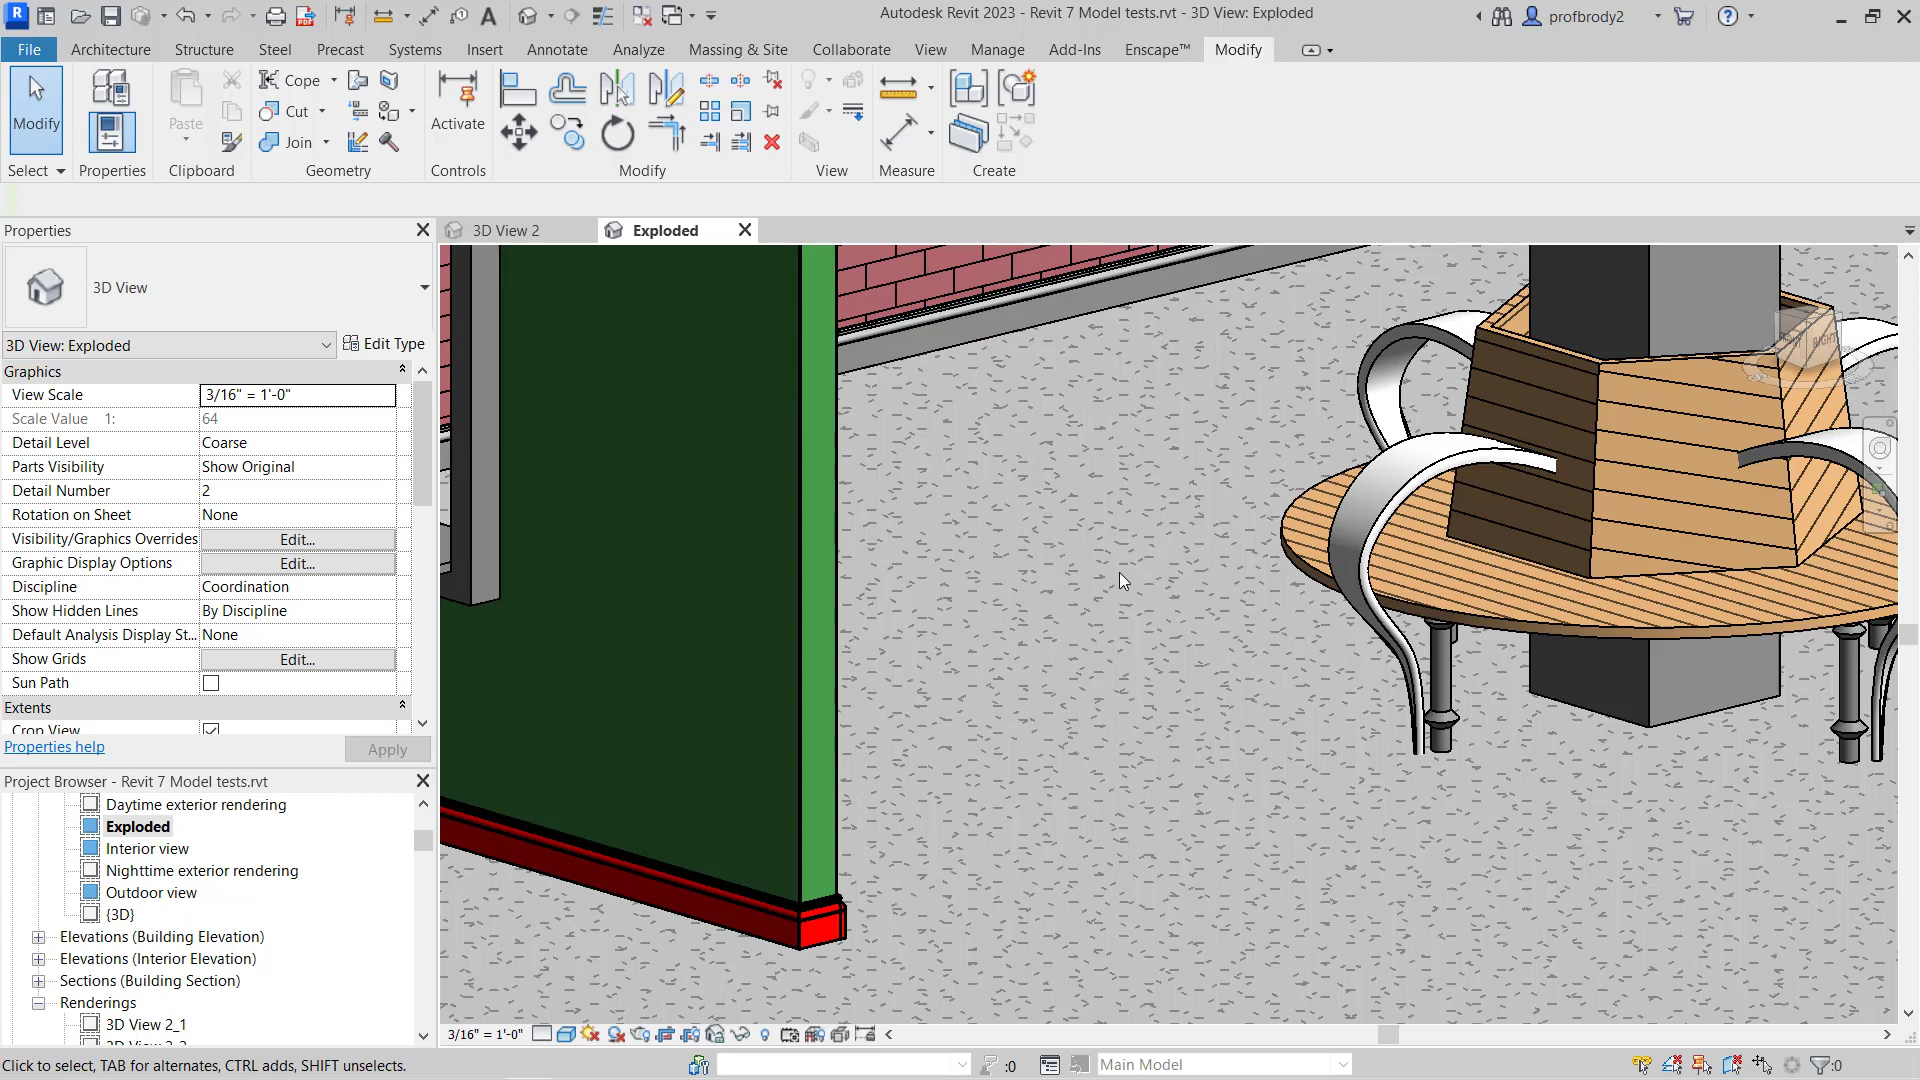 Autodesk Revit 2023 - Revit 7 Model tests.rvt - 3D View: Exploded
profbrody2
File Architecture Structure Steel Precast Systems Insert Annotate Analyze Massing & Site Collaborate View Manage Add-Ins Enscape™ Modify
Modify
Paste
Cope
Cut
Join
Activate
Select Properties Clipboard Geometry Controls Modify View Measure Create
Properties
3D View 2
Exploded
3D View
3D View: Exploded
Edit Type
Graphics
View Scale 3/16" = 1'-0"
Scale Value 1: 64
Detail Level Coarse
Parts Visibility Show Original
Detail Number 2
Rotation on Sheet None
Visibility/Graphics Overrides Edit...
Graphic Display Options Edit...
Discipline Coordination
Show Hidden Lines By Discipline
Default Analysis Display St... None
Show Grids Edit...
Sun Path
Extents
Crop View
Properties help
Apply
Project Browser - Revit 7 Model tests.rvt
Daytime exterior rendering
Exploded
Interior view
Nighttime exterior rendering
Outdoor view
{3D}
Elevations (Building Elevation)
Elevations (Interior Elevation)
Sections (Building Section)
Renderings
3D View 2_1
RIGHT
3/16" = 1'-0"
Click to select, TAB for alternates, CTRL adds, SHIFT unselects.
:0
Main Model
:0